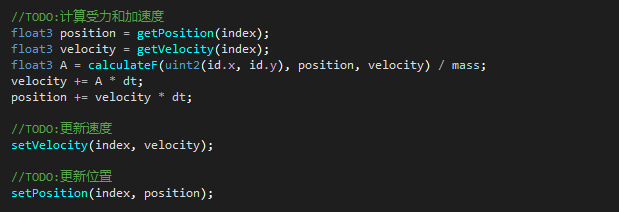 //TODO:计算受力和加速度
float3 position = getPosition(index);
float3 velocity = getVelocity(index);
float3 A = calculateF(uint2(id.x, id.y), position, velocity) / mass;
velocity += A * dt;
position += velocity * dt;
//TODO:更新速度
setVelocity(index, velocity);
//TODO:更新位置
setPosition(index, position);